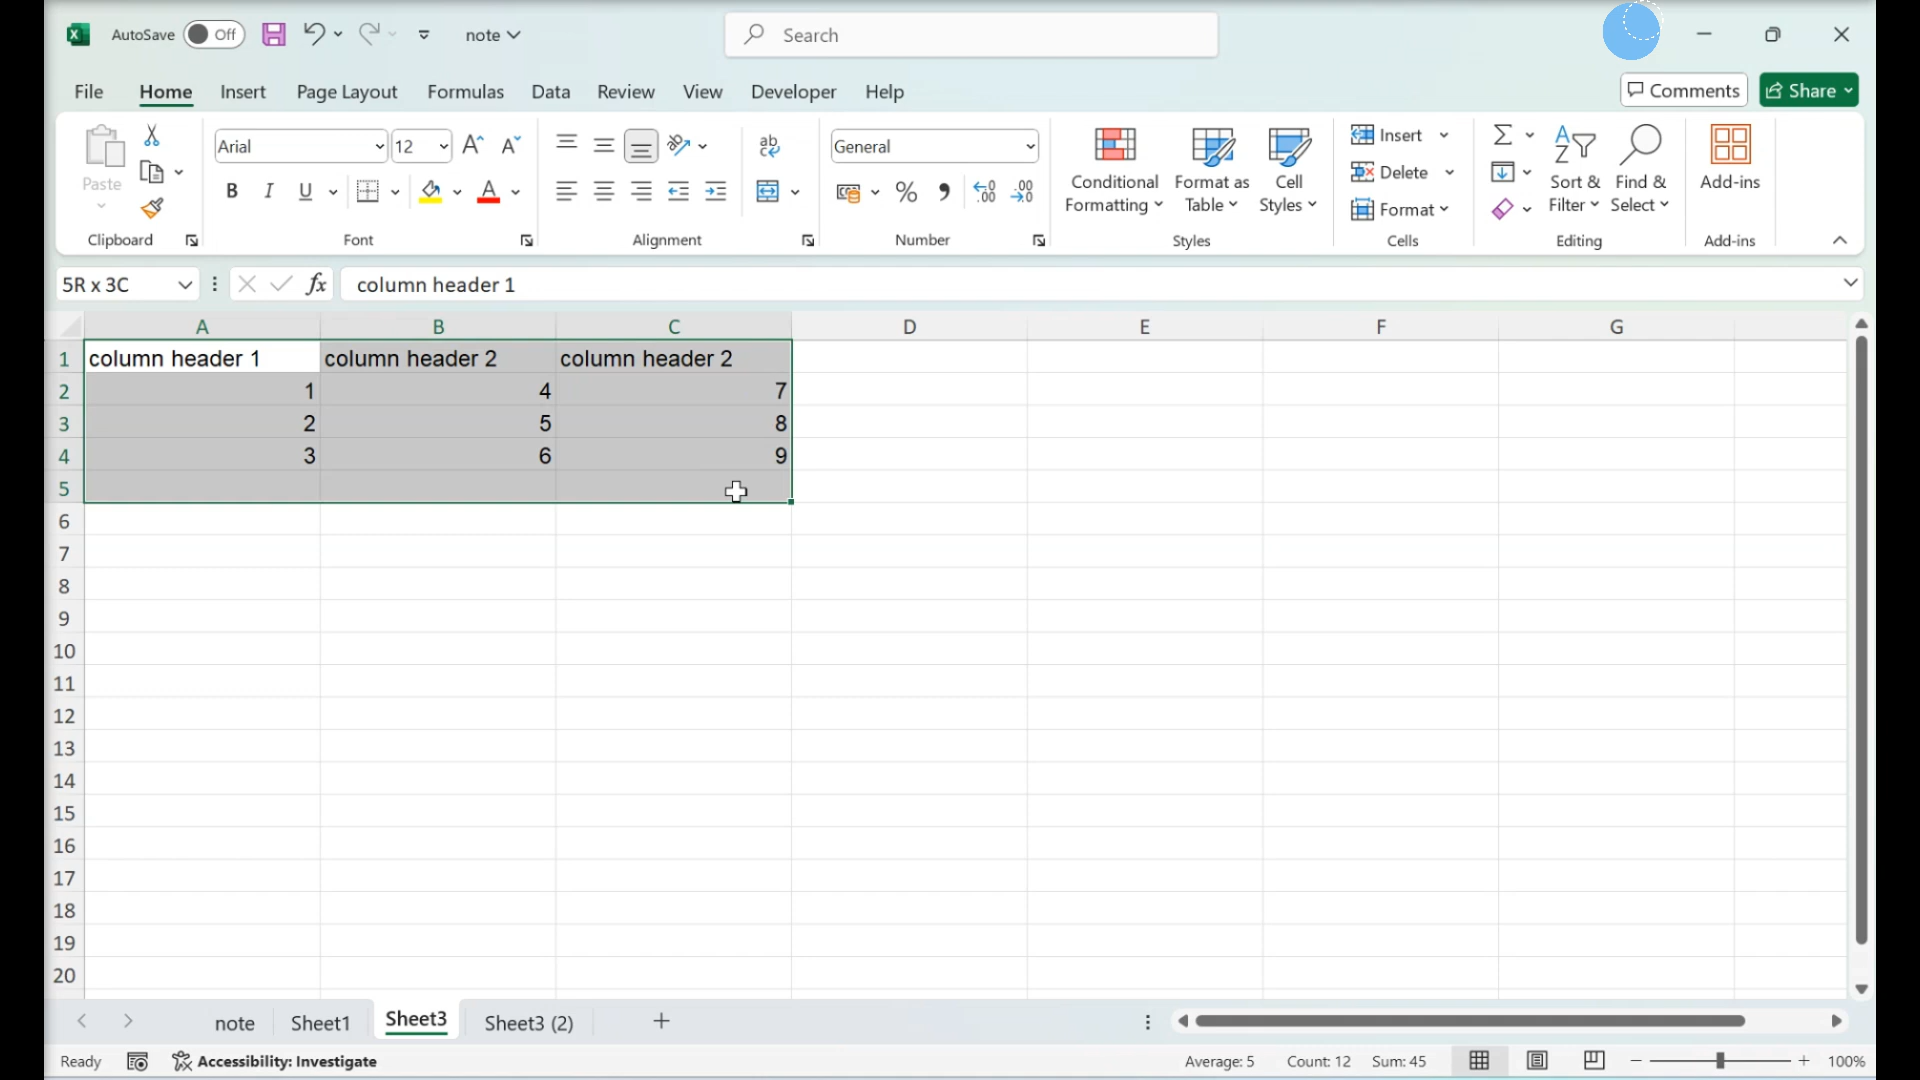 AutoSave Off note Search
File Home Insert Page Layout Formulas Data Review View Developer Help Comments Share
Paste Arial 12 General Conditional Formatting Format as Table Cell Styles Insert Delete Format Sort & Filter Find & Select Add-ins
Clipboard Font Alignment Number Styles Cells Editing Add-ins
5R x 3C fx column header 1
A B C D E F G
1 column header 1 column header 2 column header 2
2 1 4 7
3 2 5 8
4 3 6 9
5
6
7
8
9
10
11
12
13
14
15
16
17
18
19
20
note Sheet1 Sheet3 Sheet3 (2)
Ready Accessibility: Investigate Average: 5 Count: 12 Sum: 45 100%